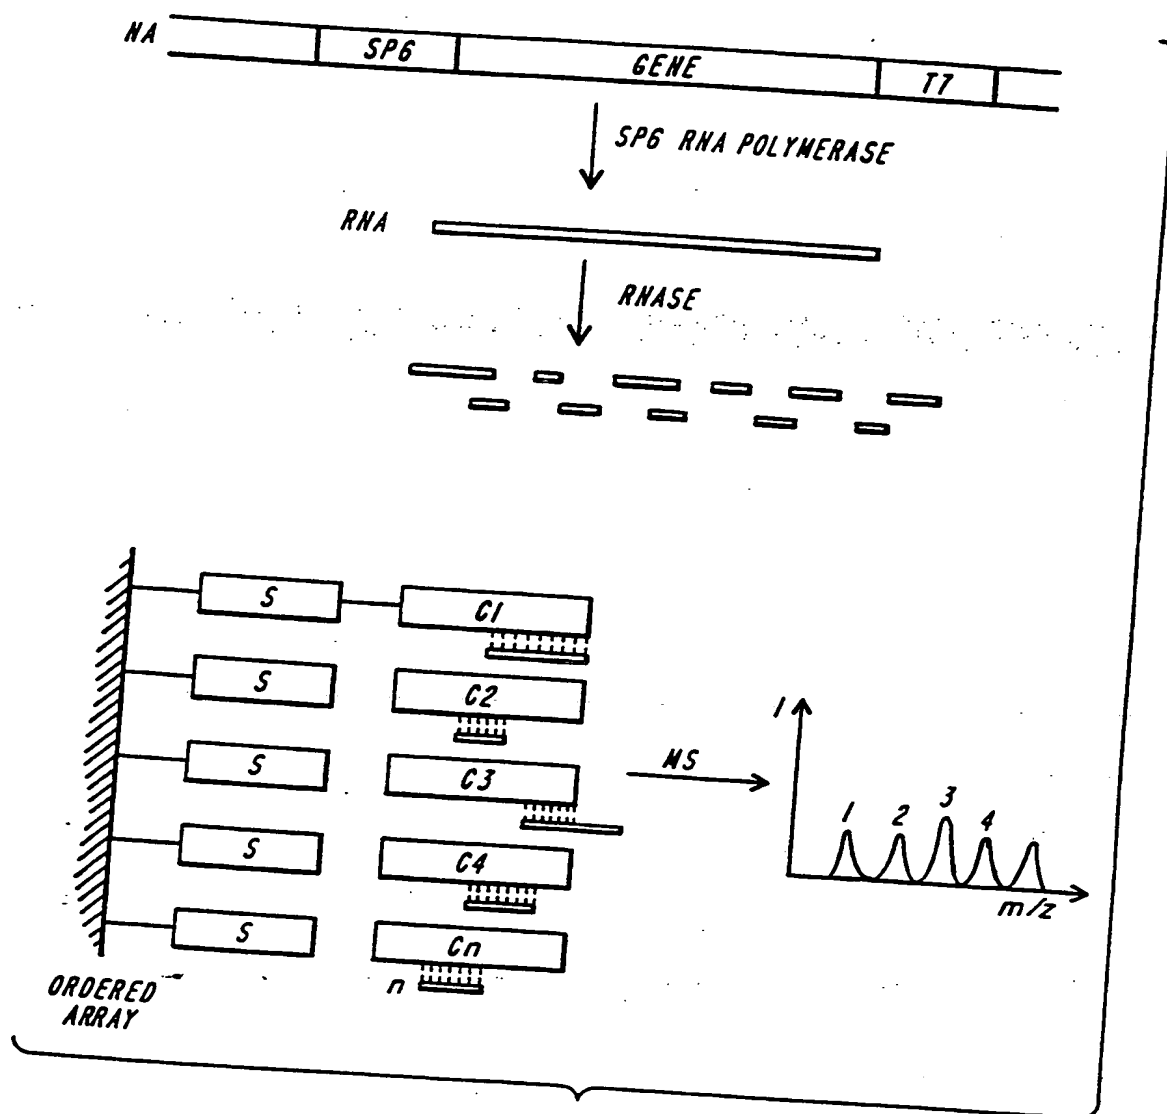 NA
SP6
GENE
T7
SP6 RNA POLYMERASE
RNA
RNASE
S
C1
S
C2
S
C3
S
C4
S
Cn
n
ORDERED
ARRAY
MS
I
1
2
3
4
m/z